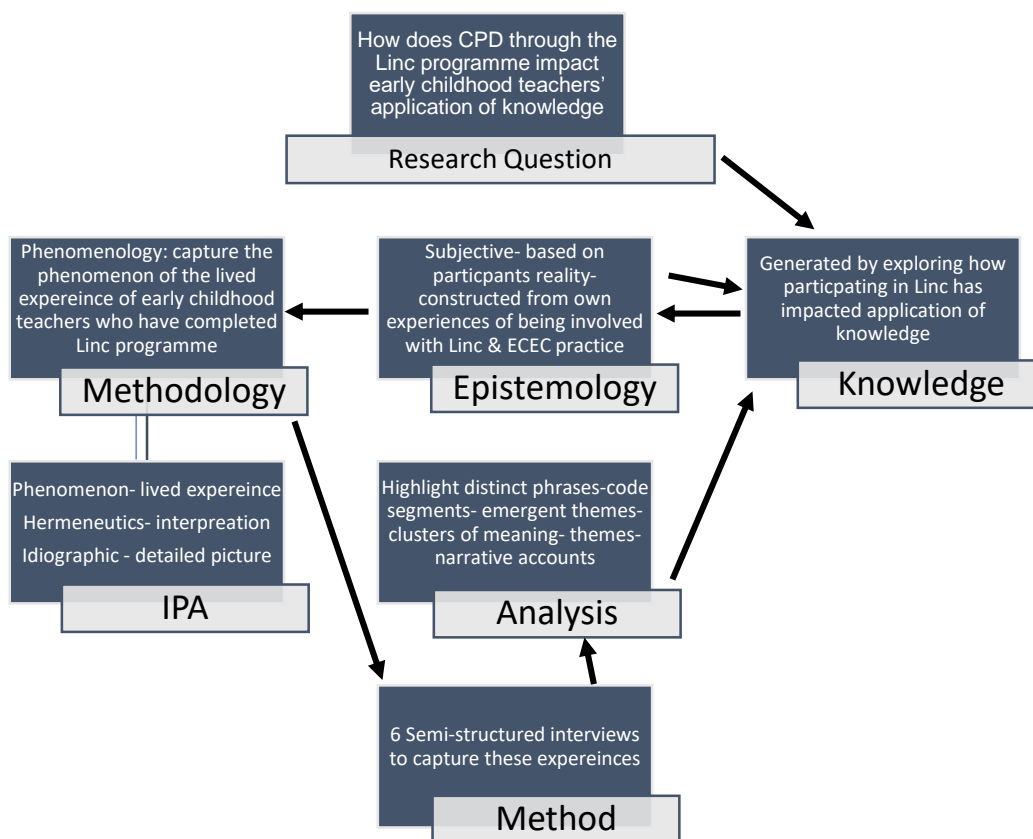 How does CPD through the
Linc programme impact
early childhood teachers'
application of knowledge
Research Question
Phenomenology: capture the
phenomenon of the lived
expereince of early childhood
teachers who have completed
Linc programme
Methodology
Subjective- based on
particpants reality-
constructed from own
experiences of being involved
with Linc & ECEC practice
Epistemology
Generated by exploring how
particpating in Linc has
impacted application of
knowledge
Knowledge
Phenomenon- lived expereince
Hermeneutics- interpreation
Idiographic - detailed picture
IPA
Highlight distinct phrases-code
segments- emergent themes-
clusters of meaning- themes-
narrative accounts
Analysis
6 Semi-structured interviews
to capture these expereinces
Method